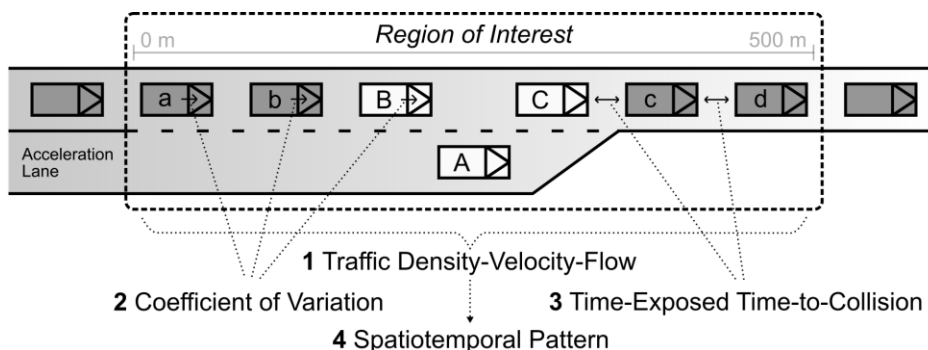 Region of Interest
0 m 500 m
a b B C c d
Acceleration
Lane
A
1 Traffic Density-Velocity-Flow
2 Coefficient of Variation 3 Time-Exposed Time-to-Collision
4 Spatiotemporal Pattern